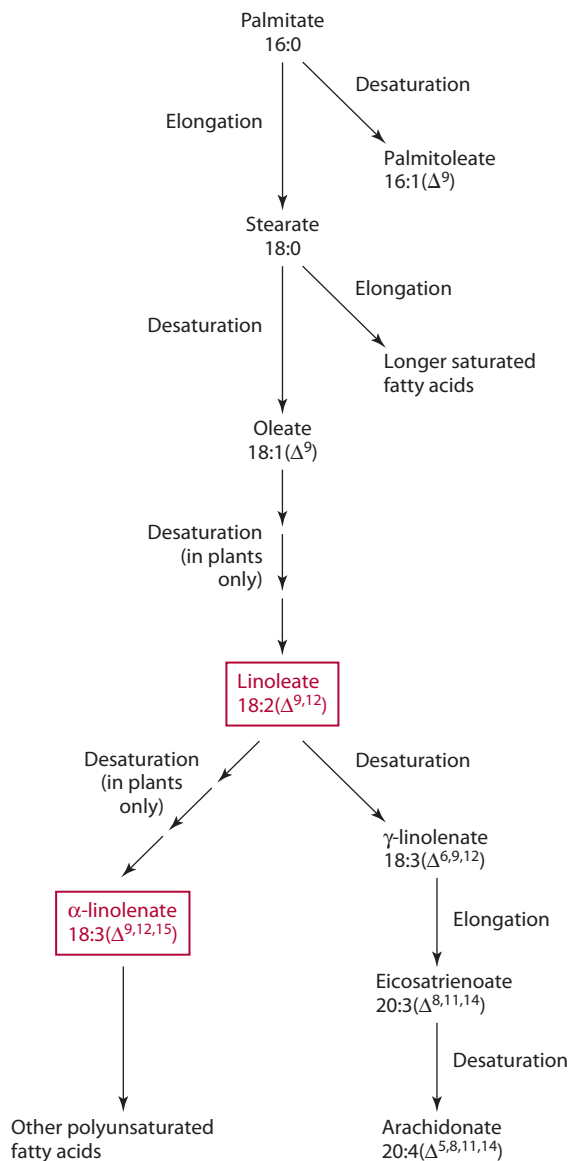 Palmitate
16:0
Desaturation
Elongation
Palmitoleate
16:1(Δ⁹)
Stearate
18:0
Elongation
Desaturation
Longer saturated
fatty acids
Oleate
18:1(Δ⁹)
Desaturation
(in plants
only)
Linoleate
18:2(Δ⁹,¹²)
Desaturation
(in plants
only)
Desaturation
γ-linolenate
18:3(Δ⁶,⁹,¹²)
α-linolenate
18:3(Δ⁹,¹²,¹⁵)
Elongation
Eicosatrienoate
20:3(Δ⁸,¹¹,¹⁴)
Desaturation
Other polyunsaturated
fatty acids
Arachidonate
20:4(Δ⁵,⁸,¹¹,¹⁴)